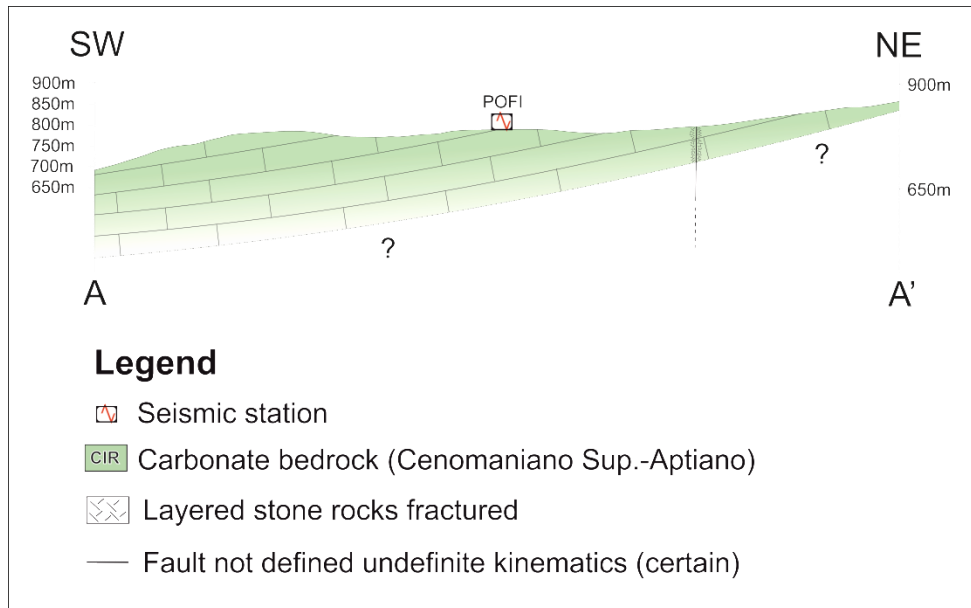 SW
NE
900m
850m
800m
750m
700m
650m
POFI
900m
650m
?
?
A
A'
Legend
Seismic station
CIR
Carbonate bedrock (Cenomaniano Sup.-Aptiano)
Layered stone rocks fractured
Fault not defined undefinite kinematics (certain)